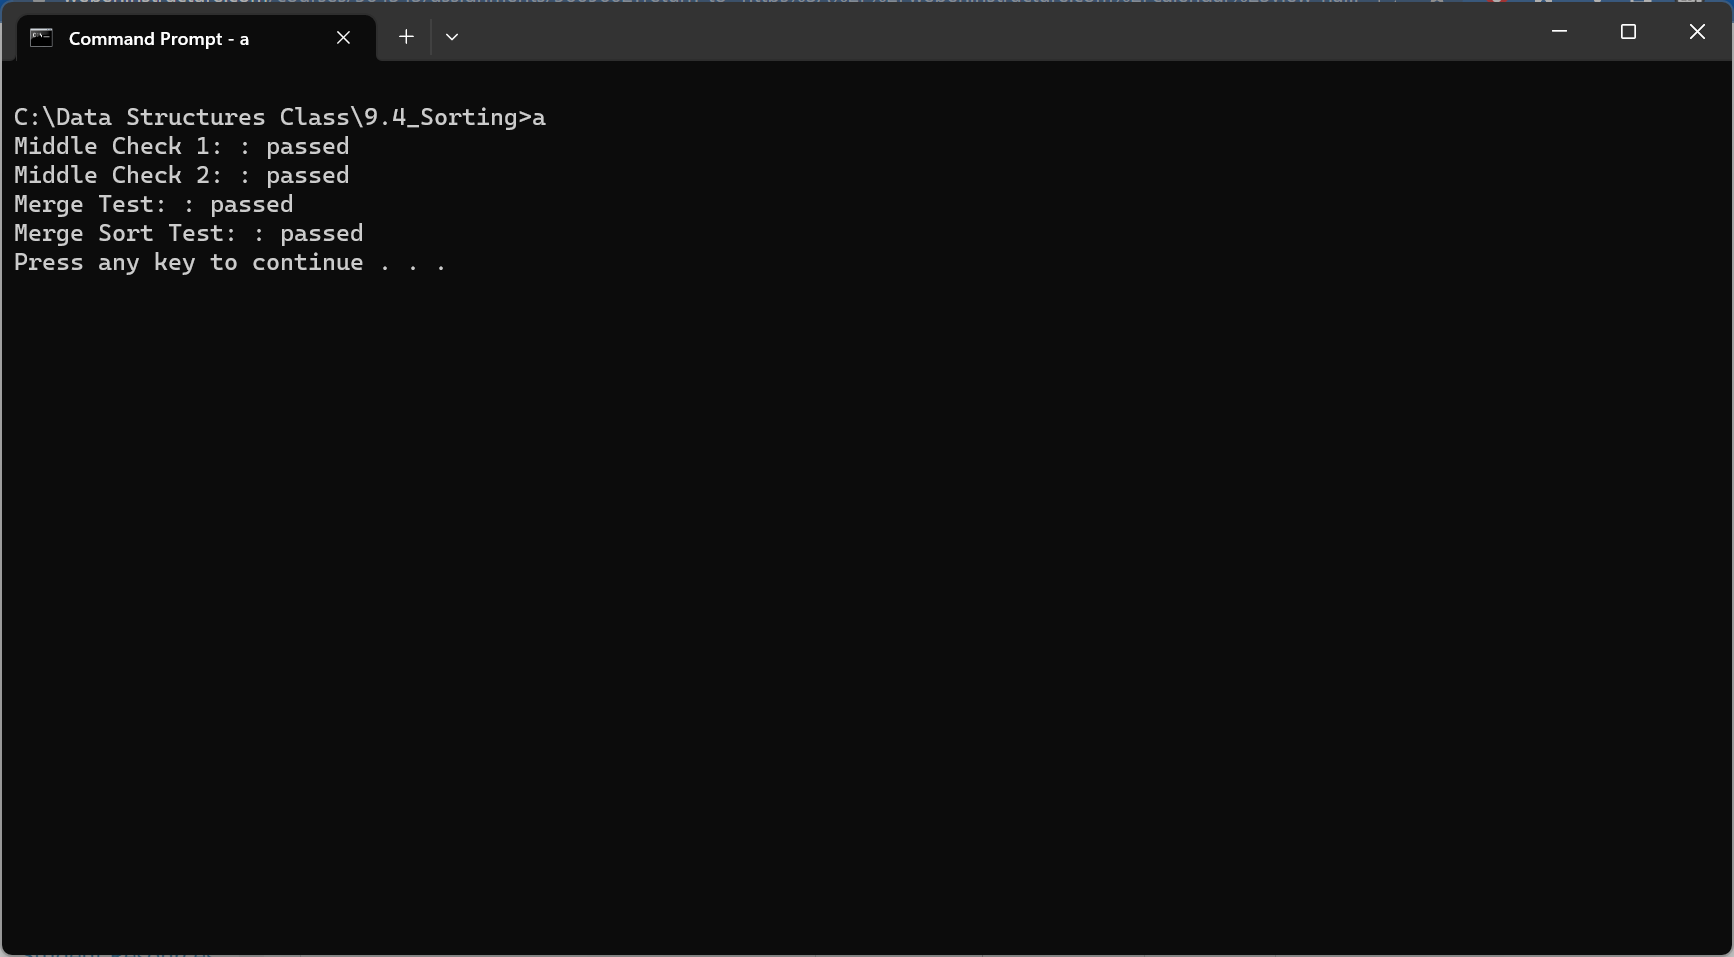 Command Prompt - a
C:\Data Structures Class\9.4_Sorting>a
Middle Check 1: : passed
Middle Check 2: : passed
Merge Test: : passed
Merge Sort Test: : passed
Press any key to continue . . .